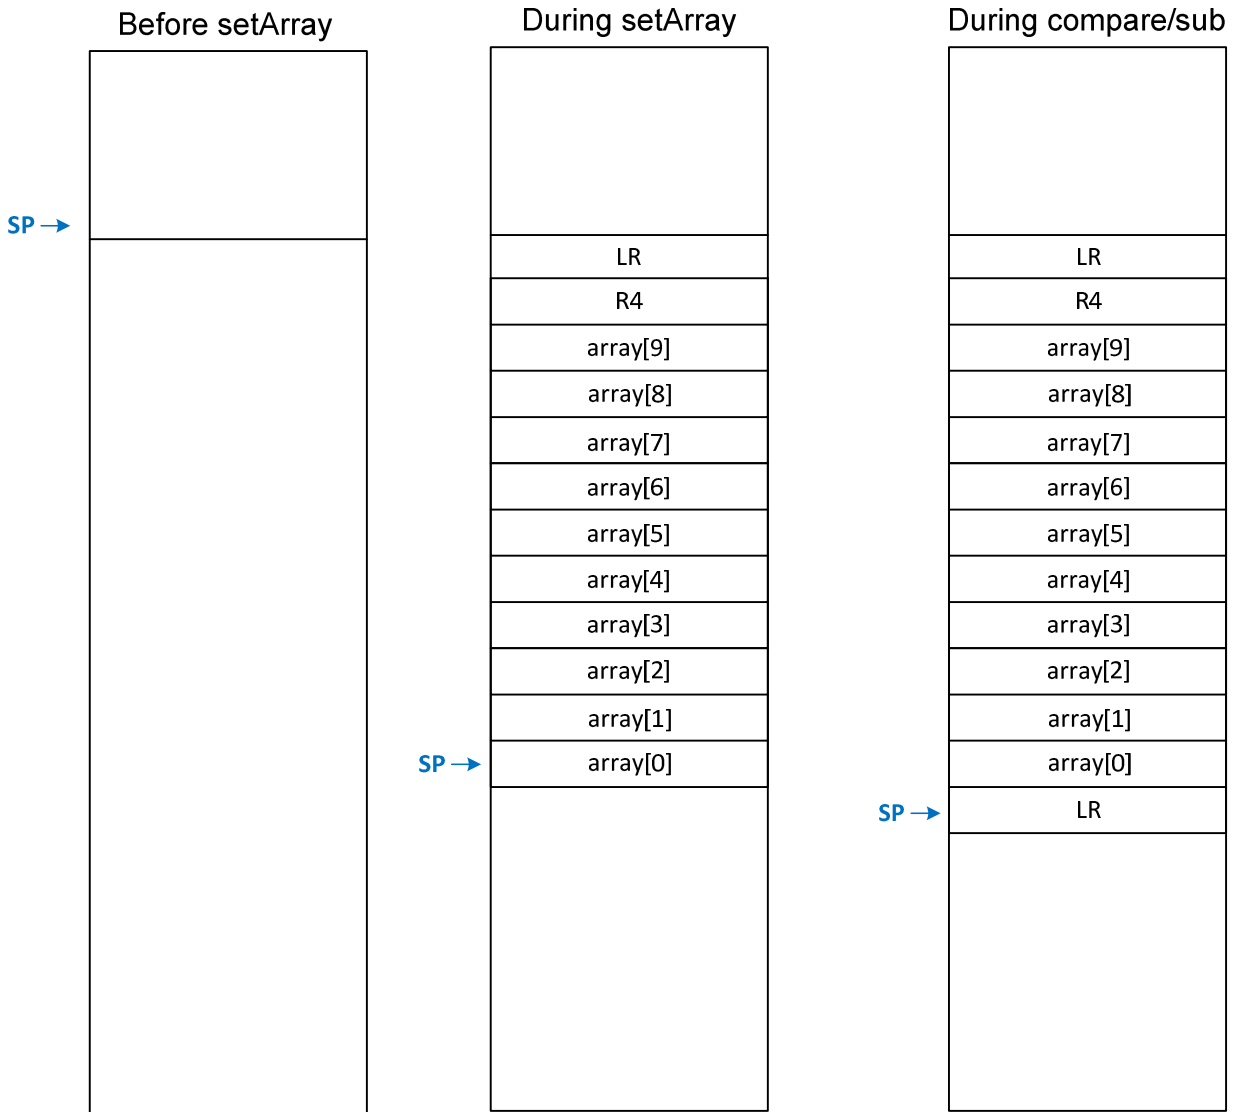 Before setArray
During setArray
During compare/sub
SP
LR
R4
array[9]
array[8]
array[7]
array[6]
array[5]
array[4]
array[3]
array[2]
array[1]
SP
array[0]
LR
R4
array[9]
array[8]
array[7]
array[6]
array[5]
array[4]
array[3]
array[2]
array[1]
array[0]
SP
LR